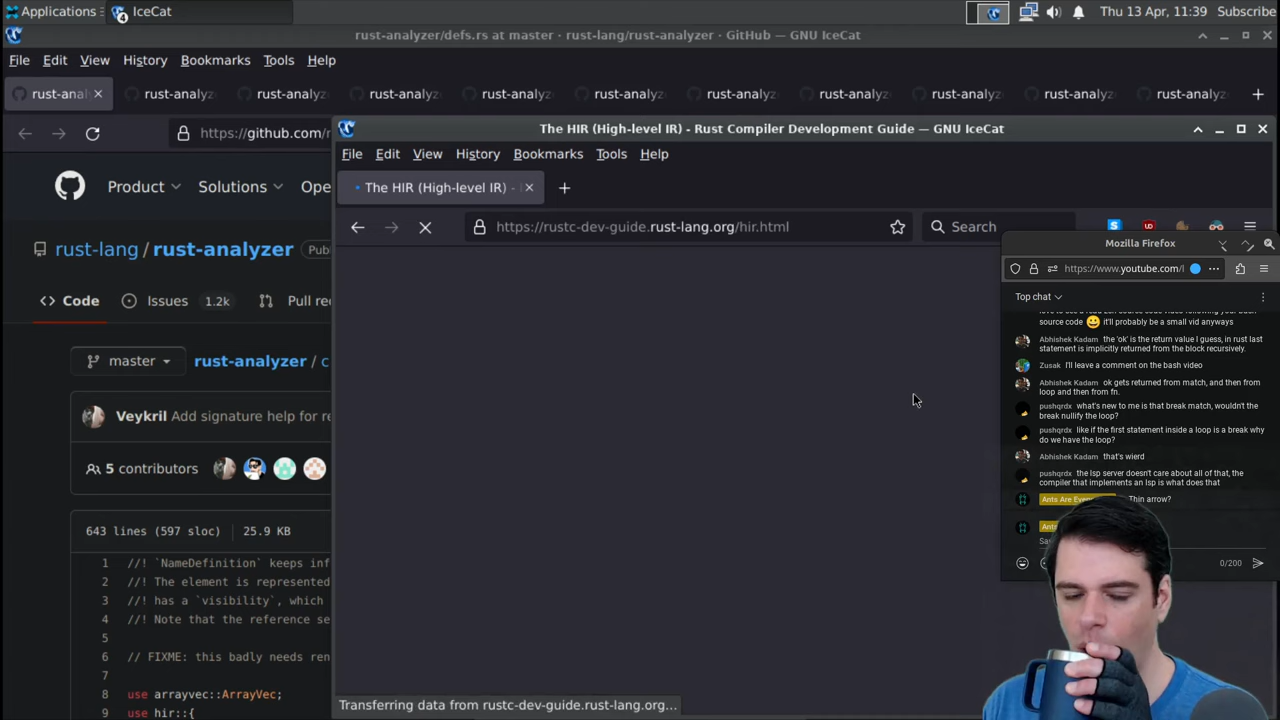 Applications
IceCat
Thu 13 Apr, 11:39
Subscribe
rust-analyzer/defs.rs at master · rust-lang/rust-analyzer · GitHub — GNU IceCat
File Edit View History Bookmarks Tools Help
rust-anal rust-analyz rust-analyz rust-analyz rust-analyz rust-analyz rust-analyz rust-analyz rust-analyz rust-analyz rust-analyz
https://github.com/r
Product Solutions Ope
rust-lang / rust-analyzer Pub
Code Issues 1.2k Pull re
master rust-analyzer / c
Veykril Add signature help for re
5 contributors
643 lines (597 sloc) 25.9 KB
1 //! `NameDefinition` keeps inf
2 //! The element is represented
3 //! has a `visibility`, which
4 //! Note that the reference se
5
6 // FIXME: this badly needs ren
7
8 use arrayvec::ArrayVec;
9 use hir::{
The HIR (High-level IR) - Rust Compiler Development Guide — GNU IceCat
File Edit View History Bookmarks Tools Help
The HIR (High-level IR) -
https://rustc-dev-guide.rust-lang.org/hir.html
Search
Transferring data from rustc-dev-guide.rust-lang.org...
Mozilla Firefox
https://www.youtube.com/l
Top chat
source code 😀 it'll probably be a small vid anyways
Abhishek Kadam the 'ok' is the return value I guess, in rust last
statement is implicitly returned from the block recursively.
Zusak I'll leave a comment on the bash video
Abhishek Kadam ok gets returned from match, and then from
loop and then from fn.
pushqrdx what's new to me is that break match, wouldn't the
break nullify the loop?
pushqrdx like if the first statement inside a loop is a break why
do we have the loop?
Abhishek Kadam that's wierd
pushqrdx the lsp server doesn't care about all of that, the
compiler that implements an lsp is what does that
Ants Are Eve Thin arrow?
Ants
0/200